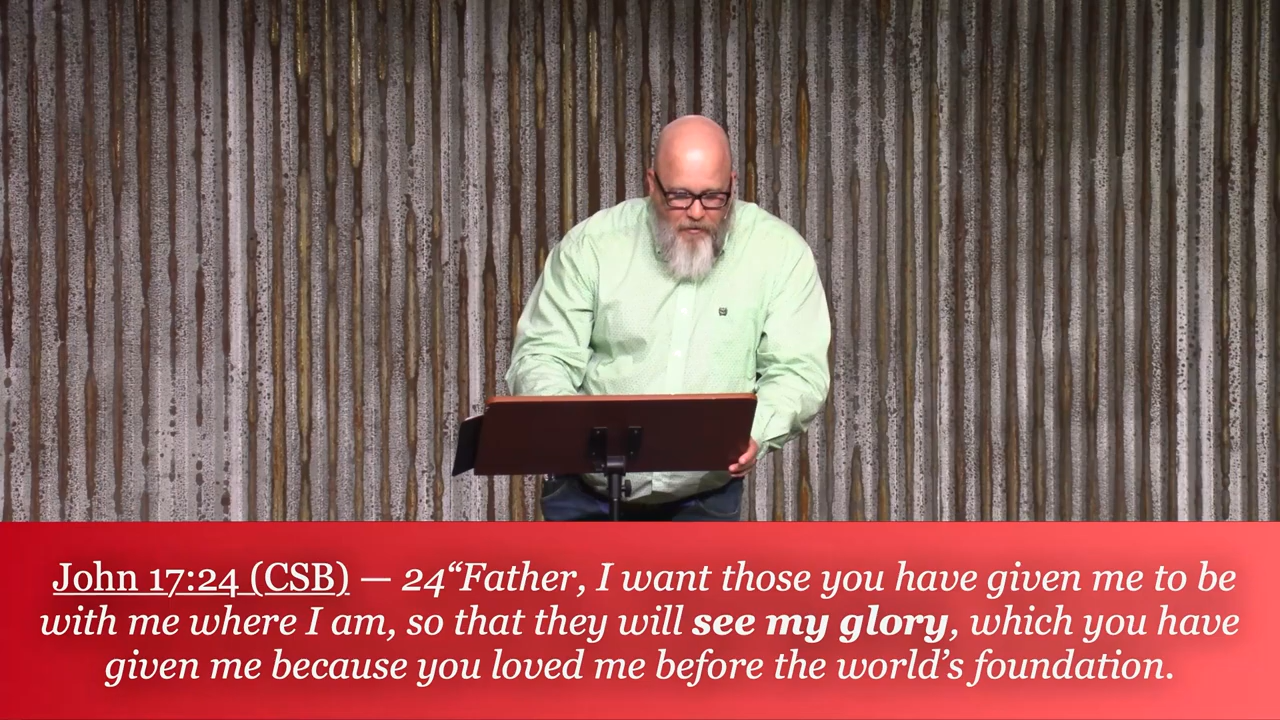 John 17:24 (CSB) — 24“Father, I want those you have given me to be
with me where I am, so that they will see my glory, which you have
given me because you loved me before the world’s foundation.